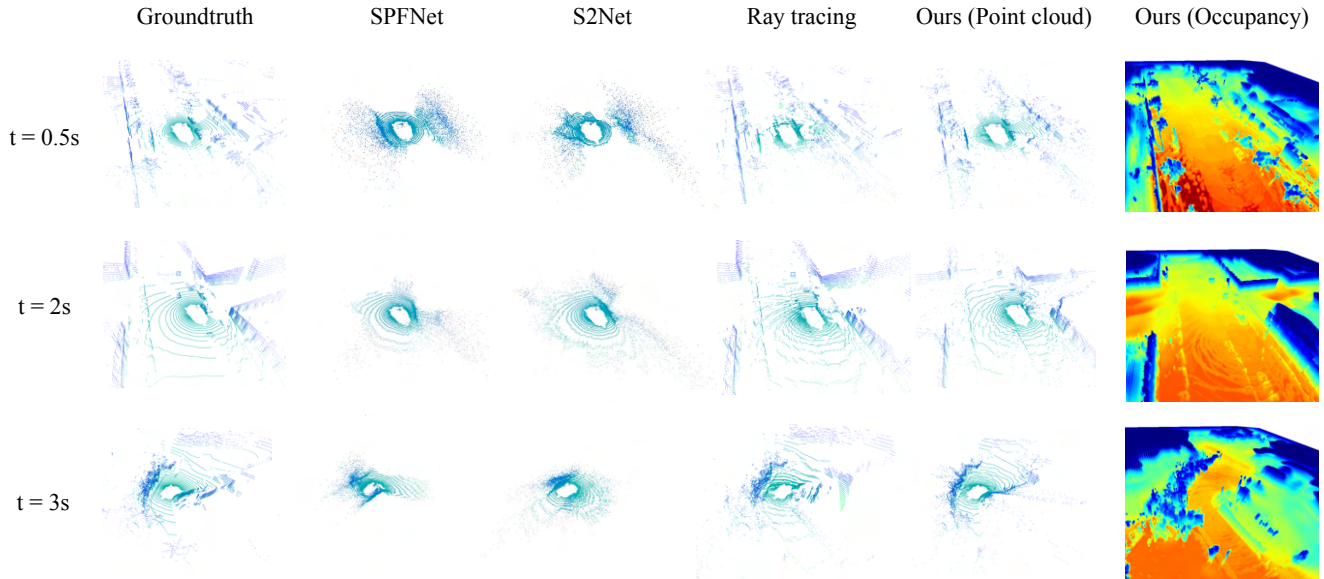 Groundtruth SPFNet S2Net Ray tracing Ours (Point cloud) Ours (Occupancy)
t = 0.5s
t = 2s
t = 3s